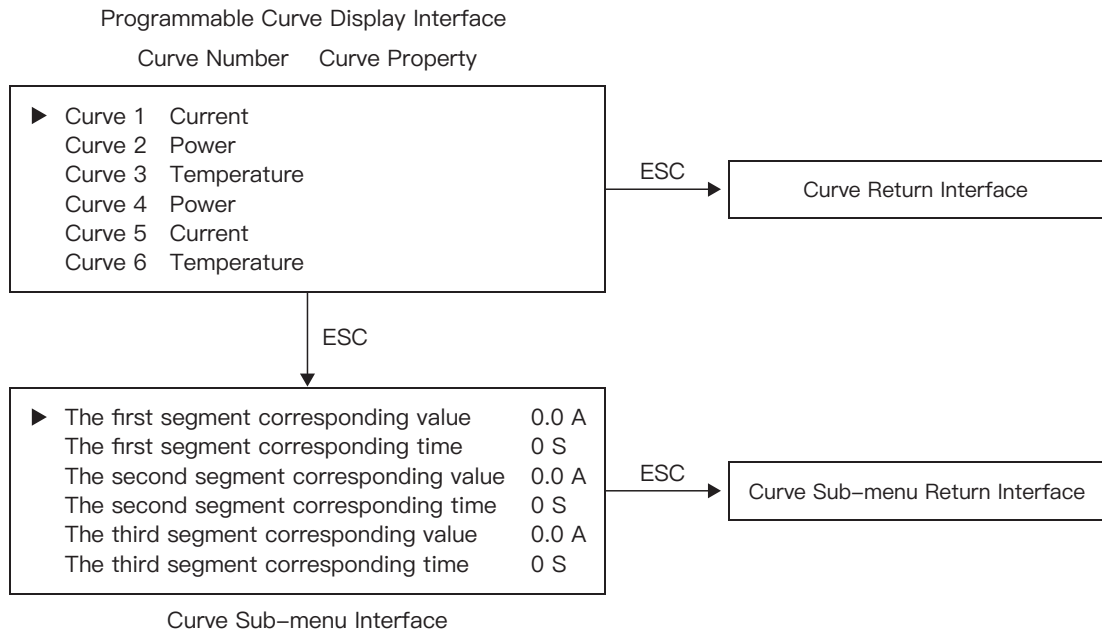 Programmable Curve Display Interface
Curve Number Curve Property
▶ Curve 1 Current
Curve 2 Power
Curve 3 Temperature
Curve 4 Power
Curve 5 Current
Curve 6 Temperature
ESC
Curve Return Interface
ESC
▶ The first segment corresponding value 0.0 A
The first segment corresponding time 0 S
The second segment corresponding value 0.0 A
The second segment corresponding time 0 S
The third segment corresponding value 0.0 A
The third segment corresponding time 0 S
ESC
Curve Sub-menu Return Interface
Curve Sub-menu Interface